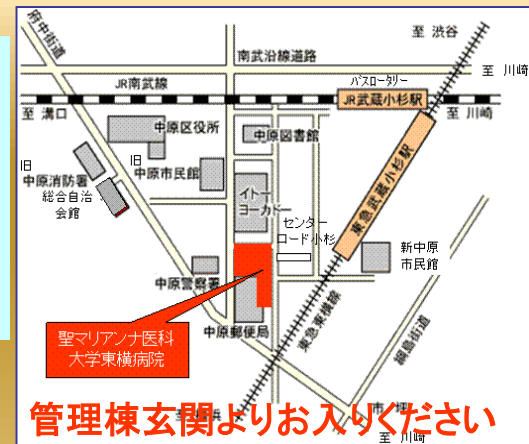 府中街道
至 渋谷
南武沿線道路
至 川崎
バスロータリー
JR南武線
JR武蔵小杉駅
至 溝口
至 川崎
中原区役所
中原図書館
旧
中原市民館
旧
中原消防署
総合自治
会館
イトー
ヨーカドー
東急武蔵小杉駅
センター
ロード小杉
新中原
市民館
中原警察署
中原郵便局
東急東横線
綱島街道
聖マリアンナ医科
大学東横病院
市ノ坪
至 横浜
管理棟玄関よりお入りください
至 川崎